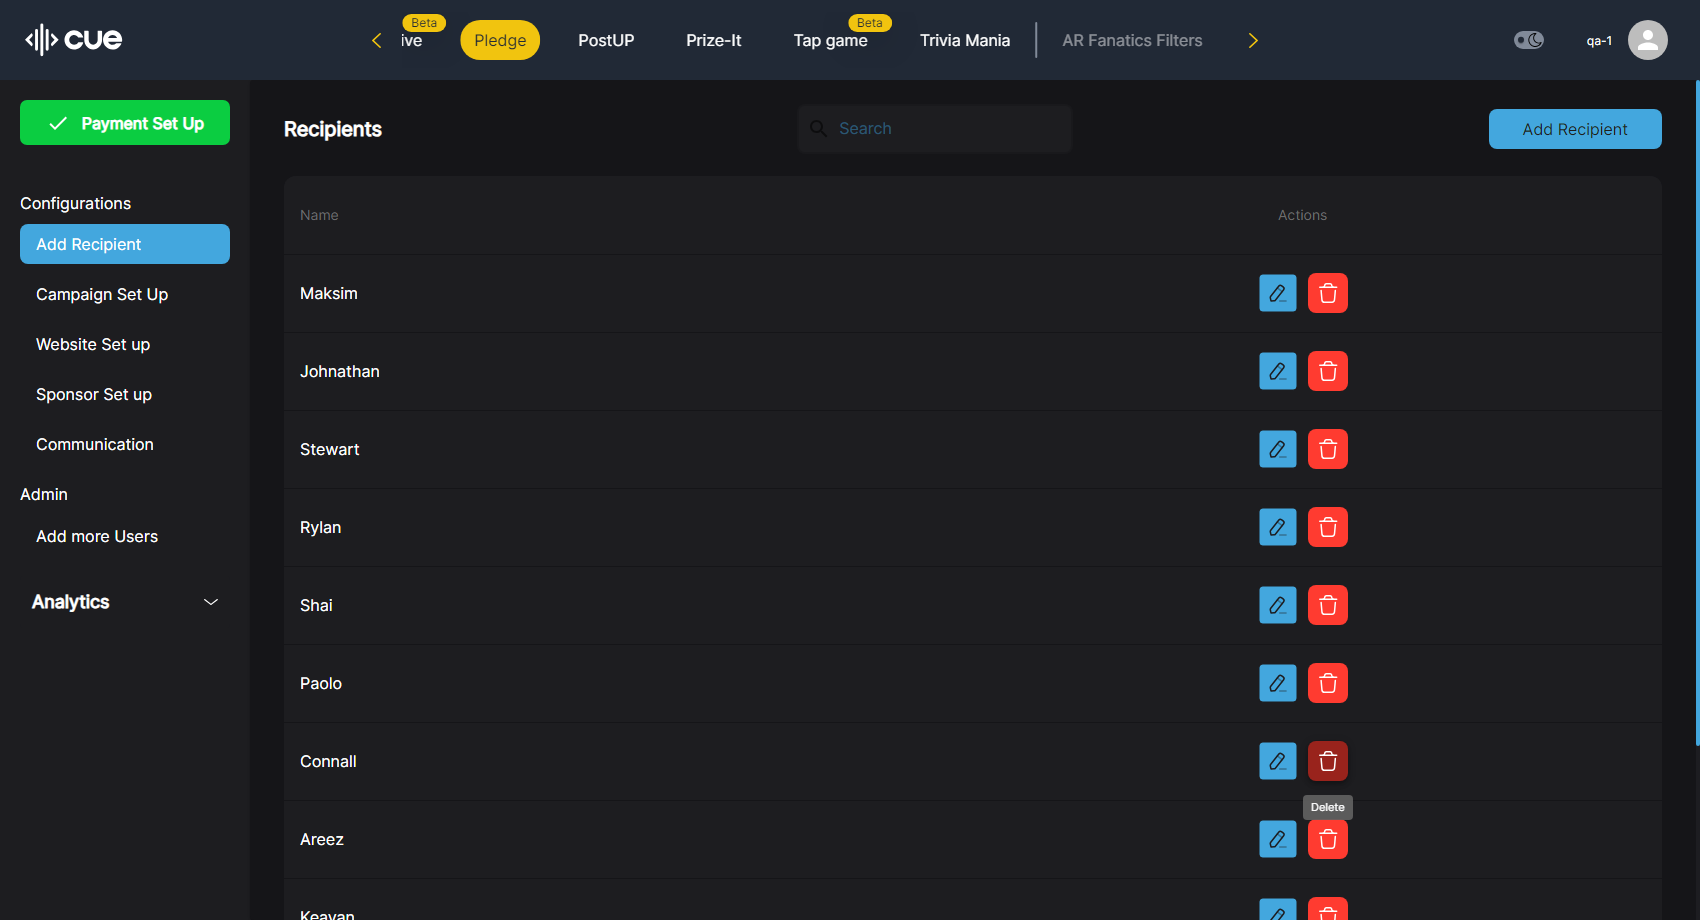 cue
ive
Beta
Pledge
PostUP
Prize-It
Tap game
Beta
Trivia Mania
AR Fanatics Filters
qa-1
Payment Set Up
Configurations
Add Recipient
Campaign Set Up
Website Set up
Sponsor Set up
Communication
Admin
Add more Users
Analytics
Recipients
Search
Add Recipient
Name
Actions
Maksim
Johnathan
Stewart
Rylan
Shai
Paolo
Connall
Delete
Areez
Keavan